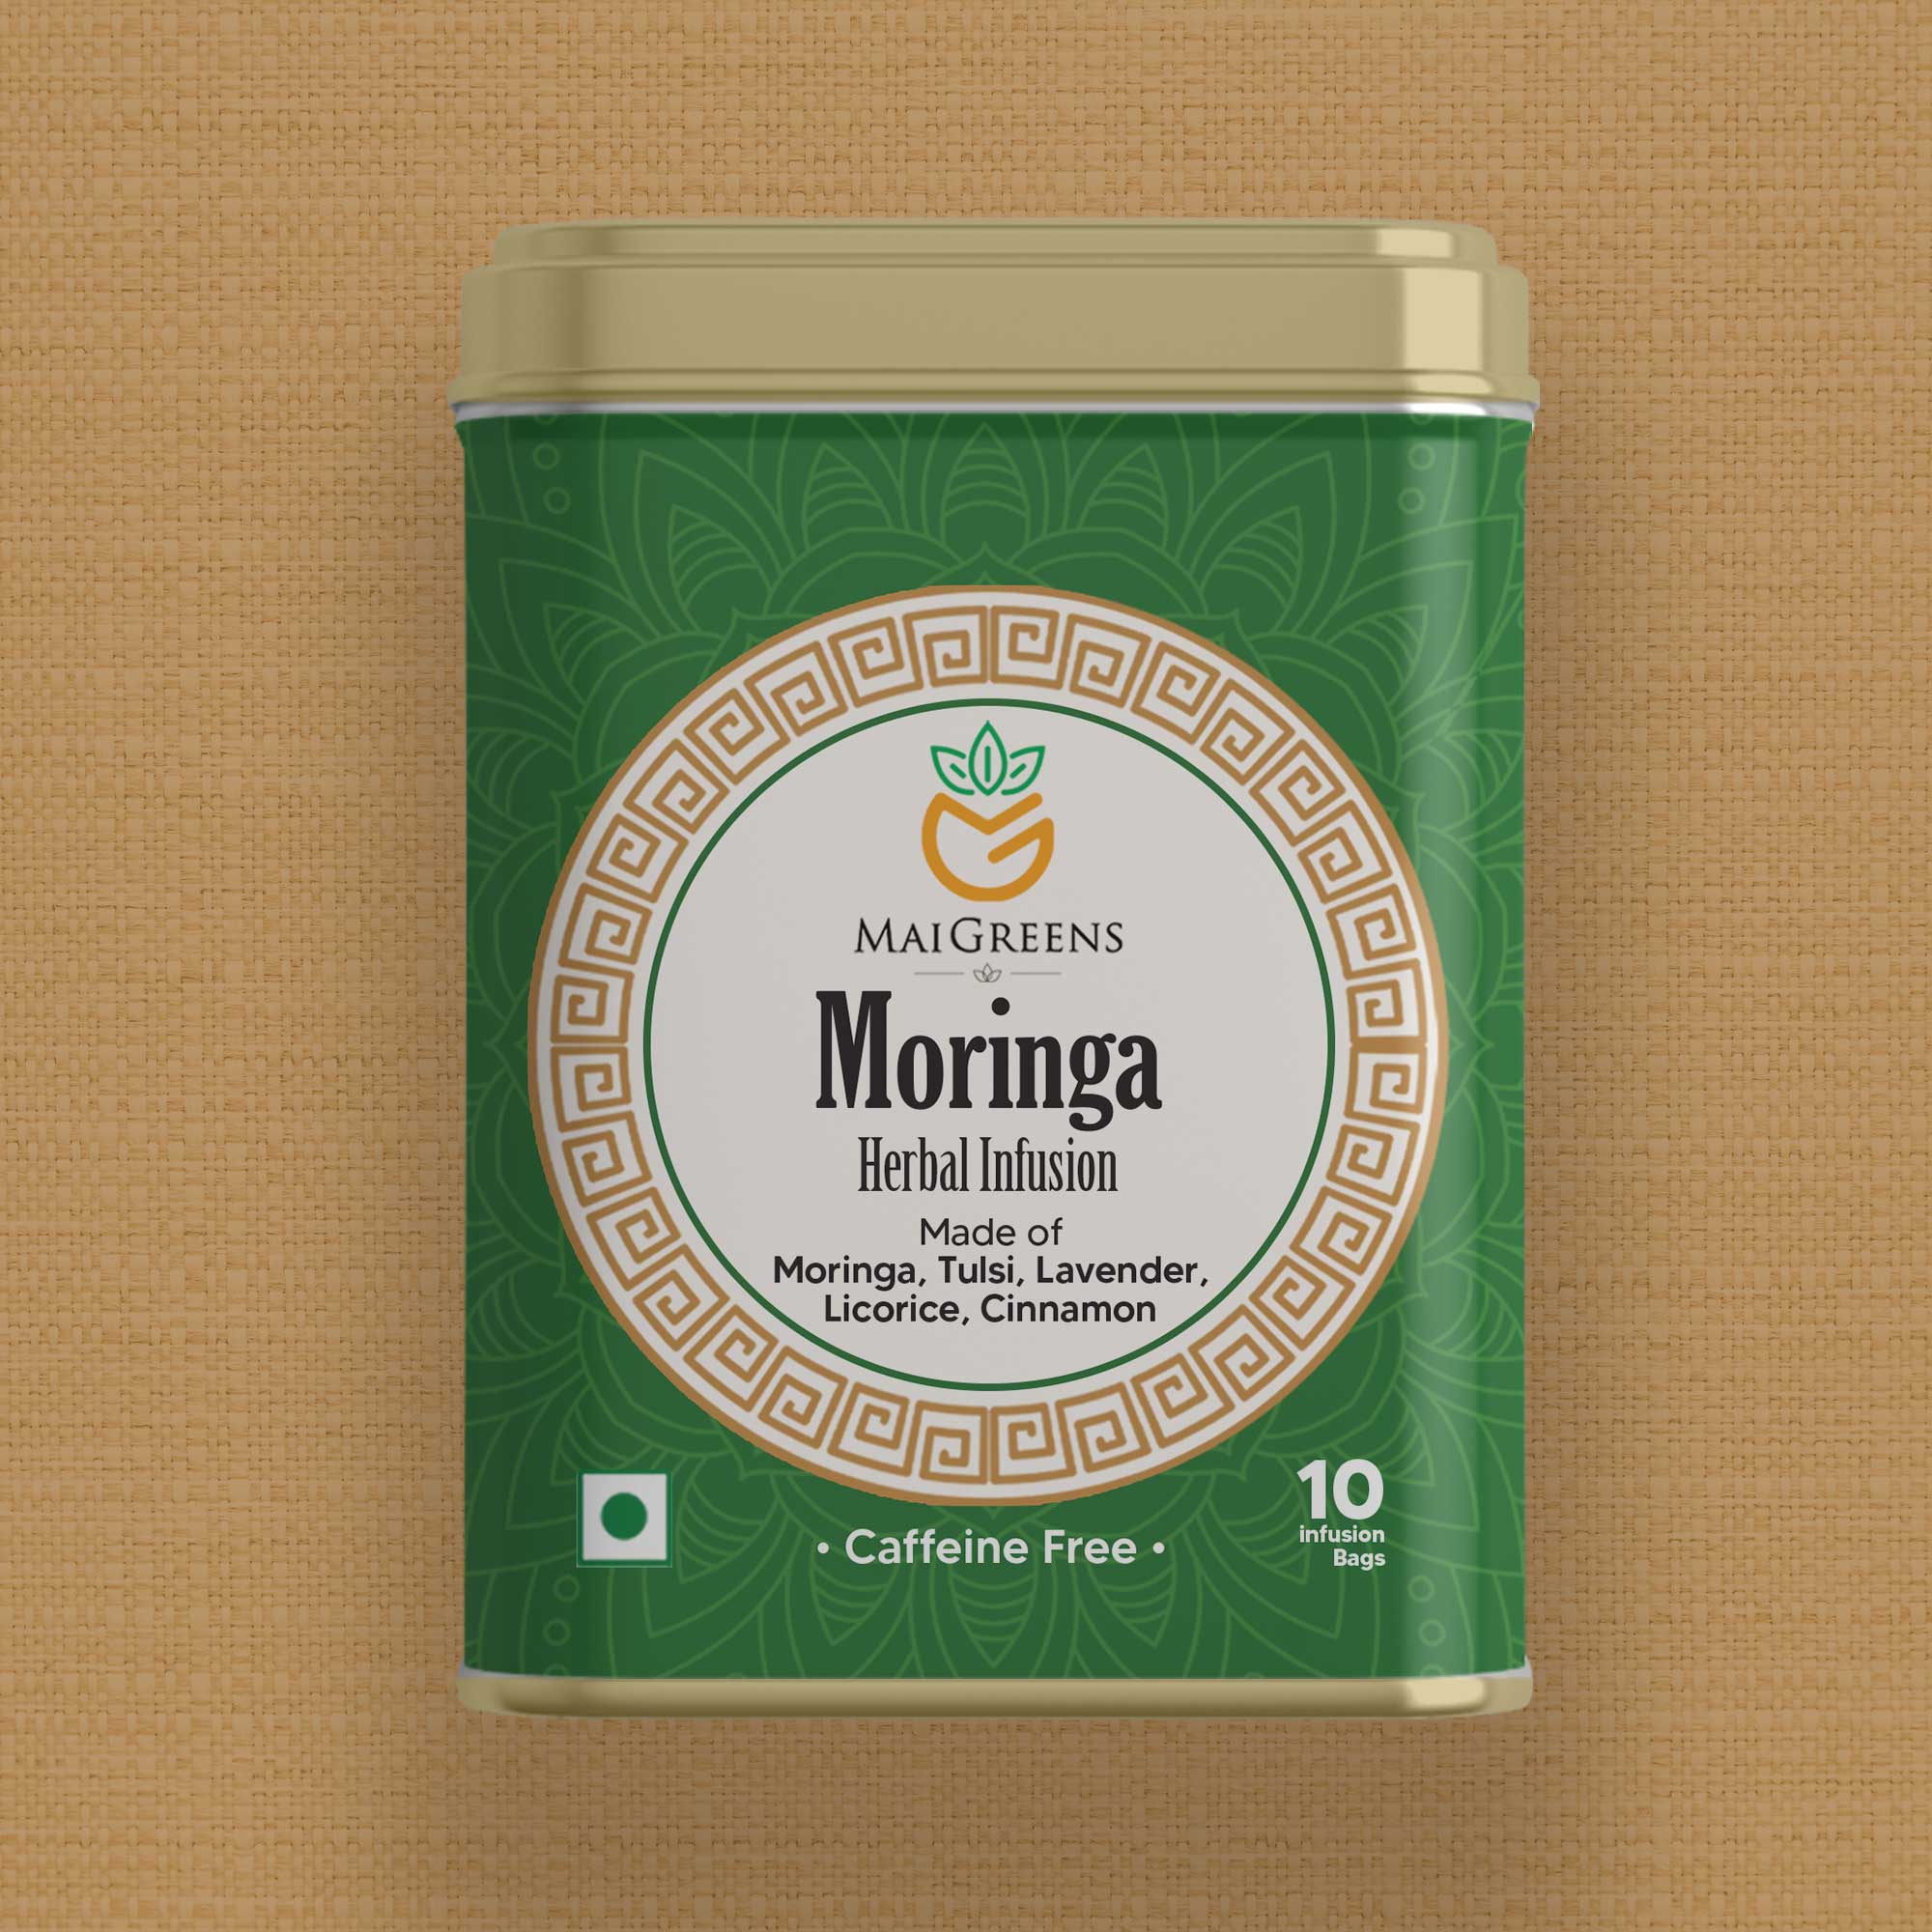 MAIGREENS
Moringa
Herbal Infusion
Made of
Moringa, Tulsi, Lavender,
Licorice, Cinnamon
• Caffeine Free •
10
infusion
Bags